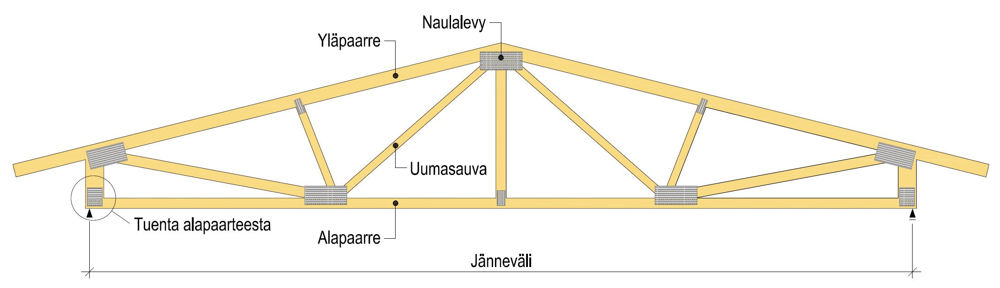 Naulalevy
Yläpaarre
Uumasauva
Tuenta alapaarteesta
Alapaarre
Jänneväli